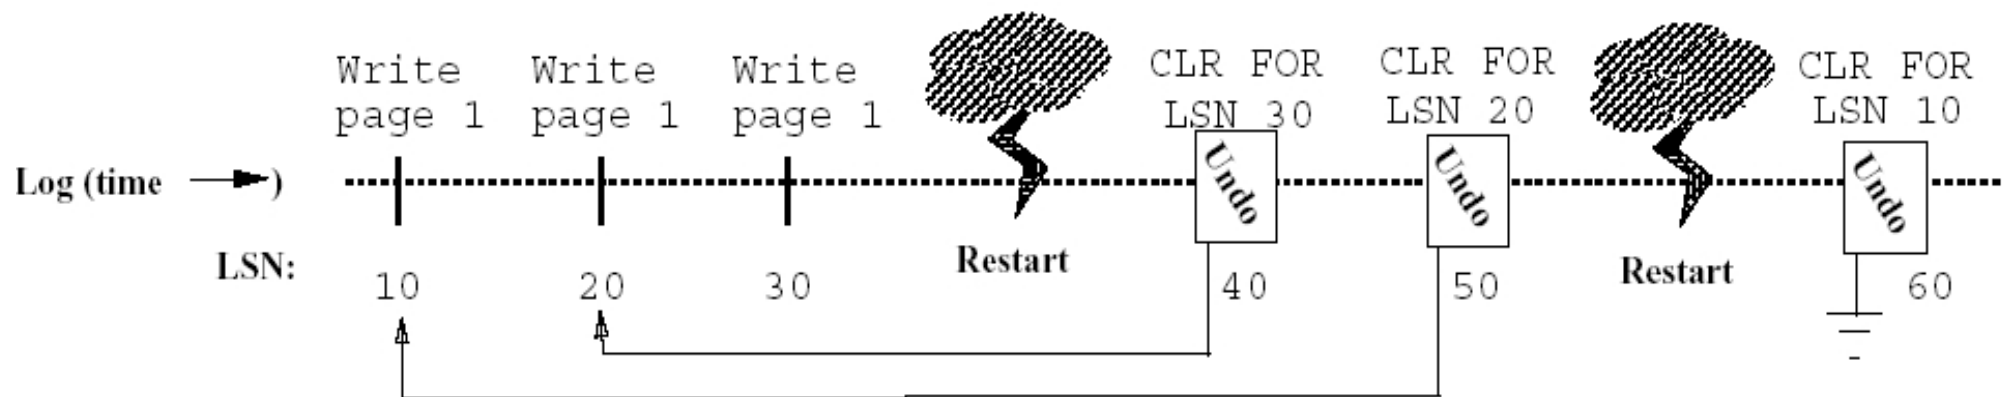 Write
page 1
Write
page 1
Write
page 1
CLR FOR
LSN 30
CLR FOR
LSN 20
CLR FOR
LSN 10
Log (time )
Undo
Undo
Undo
LSN:
10
20
30
Restart
40
50
Restart
60